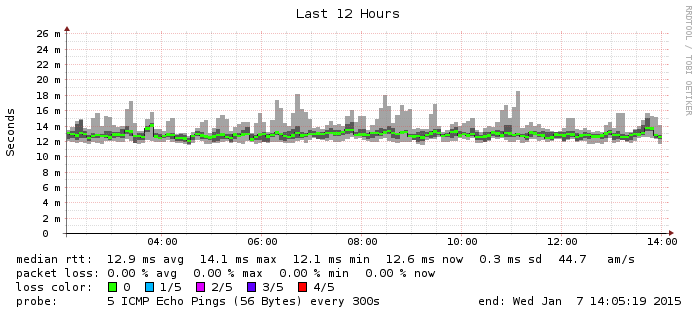 Last 12 Hours
RRDTOOL / TOBI OETIKER
Seconds
26 m
24 m
22 m
20 m
18 m
16 m
14 m
12 m
10 m
8 m
6 m
4 m
2 m
0
04:00 06:00 08:00 10:00 12:00 14:00
median rtt: 12.9 ms avg 14.1 ms max 12.1 ms min 12.6 ms now 0.3 ms sd 44.7 am/s
packet loss: 0.00 % avg 0.00 % max 0.00 % min 0.00 % now
loss color: 0 1/5 2/5 3/5 4/5
probe: 5 ICMP Echo Pings (56 Bytes) every 300s end: Wed Jan 7 14:05:19 2015